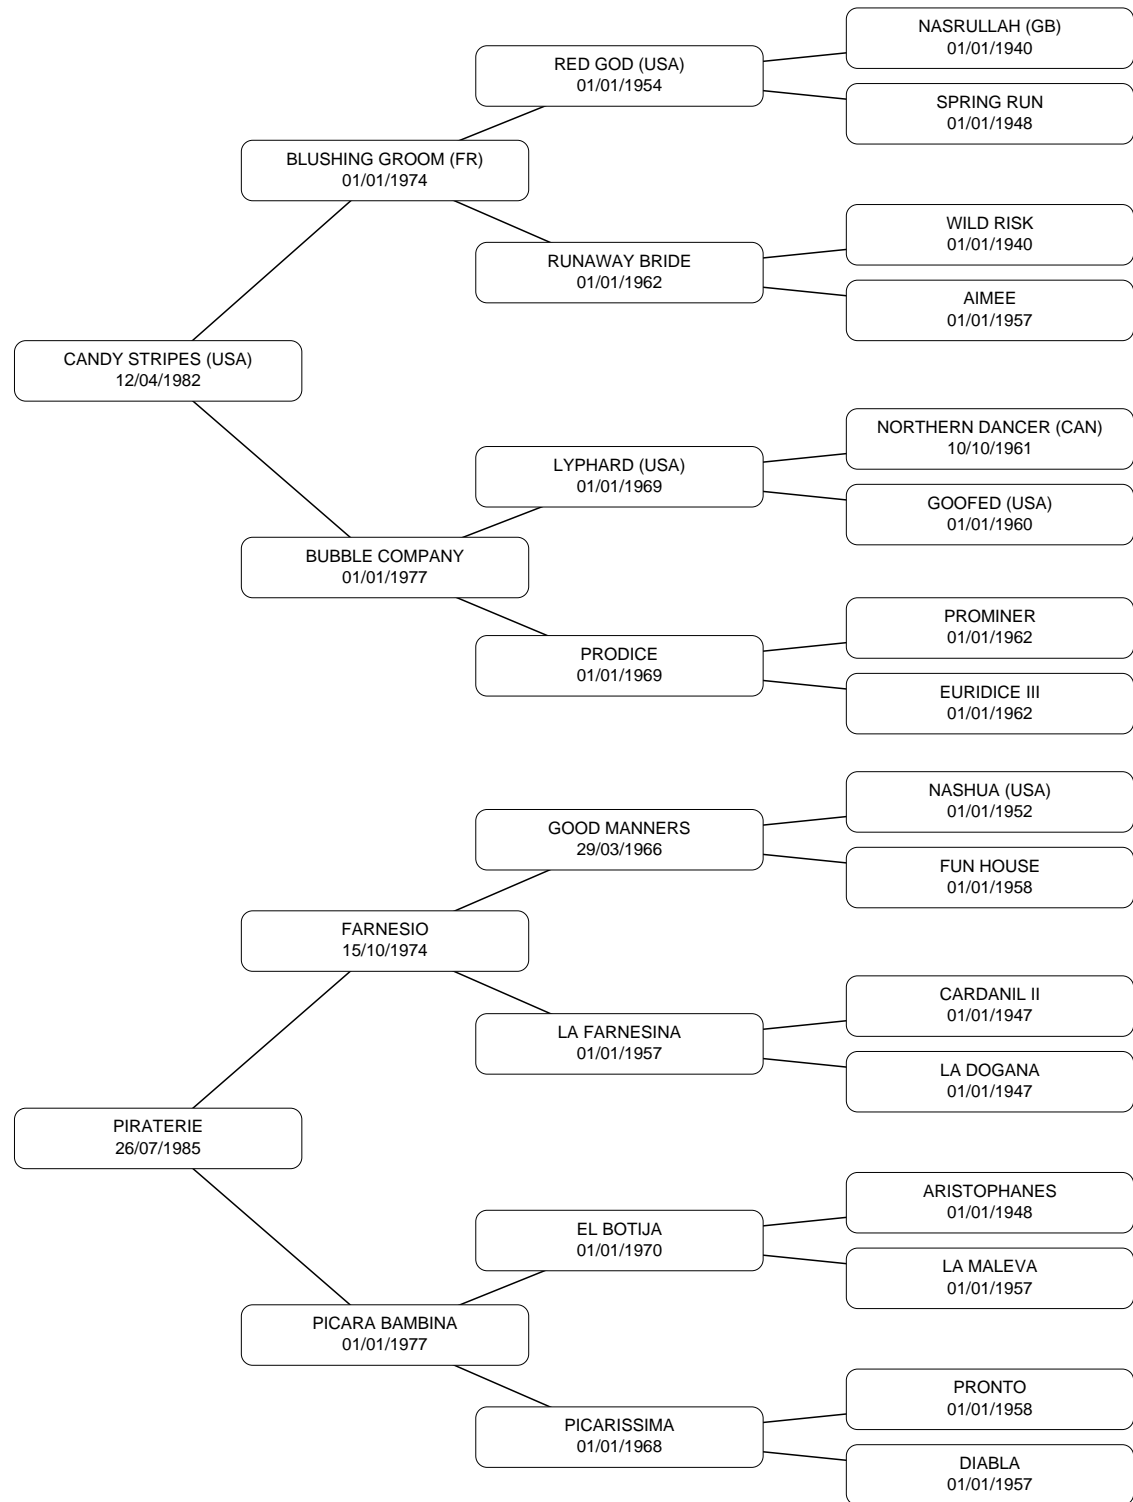 NASRULLAH (GB)
01/01/1940
RED GOD (USA)
01/01/1954
SPRING RUN
01/01/1948
BLUSHING GROOM (FR)
01/01/1974
WILD RISK
01/01/1940
RUNAWAY BRIDE
01/01/1962
AIMEE
01/01/1957
CANDY STRIPES (USA)
12/04/1982
NORTHERN DANCER (CAN)
10/10/1961
LYPHARD (USA)
01/01/1969
GOOFED (USA)
01/01/1960
BUBBLE COMPANY
01/01/1977
PROMINER
01/01/1962
PRODICE
01/01/1969
EURIDICE III
01/01/1962
NASHUA (USA)
01/01/1952
GOOD MANNERS
29/03/1966
FUN HOUSE
01/01/1958
FARNESIO
15/10/1974
CARDANIL II
01/01/1947
LA FARNESINA
01/01/1957
LA DOGANA
01/01/1947
PIRATERIE
26/07/1985
ARISTOPHANES
01/01/1948
EL BOTIJA
01/01/1970
LA MALEVA
01/01/1957
PICARA BAMBINA
01/01/1977
PRONTO
01/01/1958
PICARISSIMA
01/01/1968
DIABLA
01/01/1957